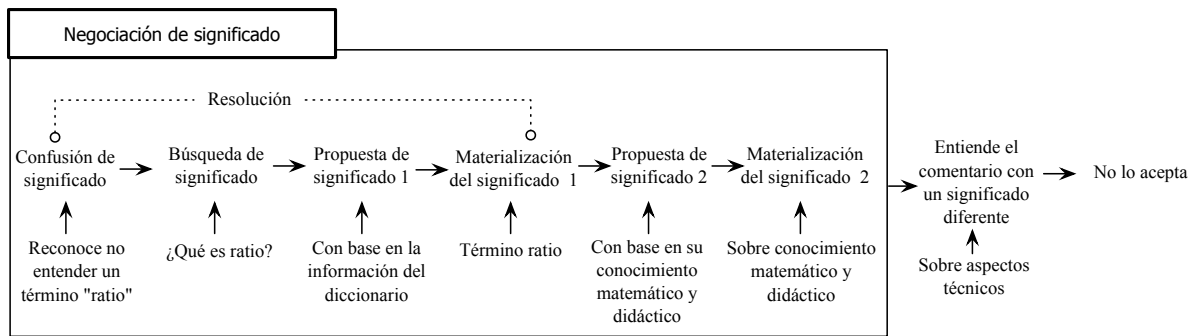 Negociación de significado
Resolución
Confusión de
significado
Búsqueda de
significado
Propuesta de
significado 1
Materialización
del significado 1
Propuesta de
significado 2
Materialización
del significado 2
Entiende el
comentario con
un significado
diferente
No lo acepta
Reconoce no
entender un
término "ratio"
¿Qué es ratio?
Con base en la
información del
diccionario
Término ratio
Con base en su
conocimiento
matemático y
didáctico
Sobre conocimiento
matemático y
didáctico
Sobre aspectos
técnicos